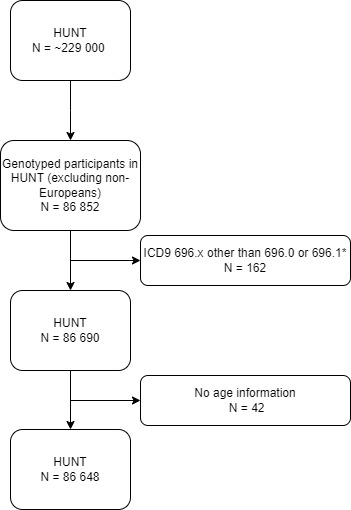 HUNT
N = ~229 000
Genotyped participants in
HUNT (excluding non-
Europeans)
N = 86 852
ICD9 696.x other than 696.0 or 696.1*
N = 162
HUNT
N = 86 690
No age information
N = 42
HUNT
N = 86 648